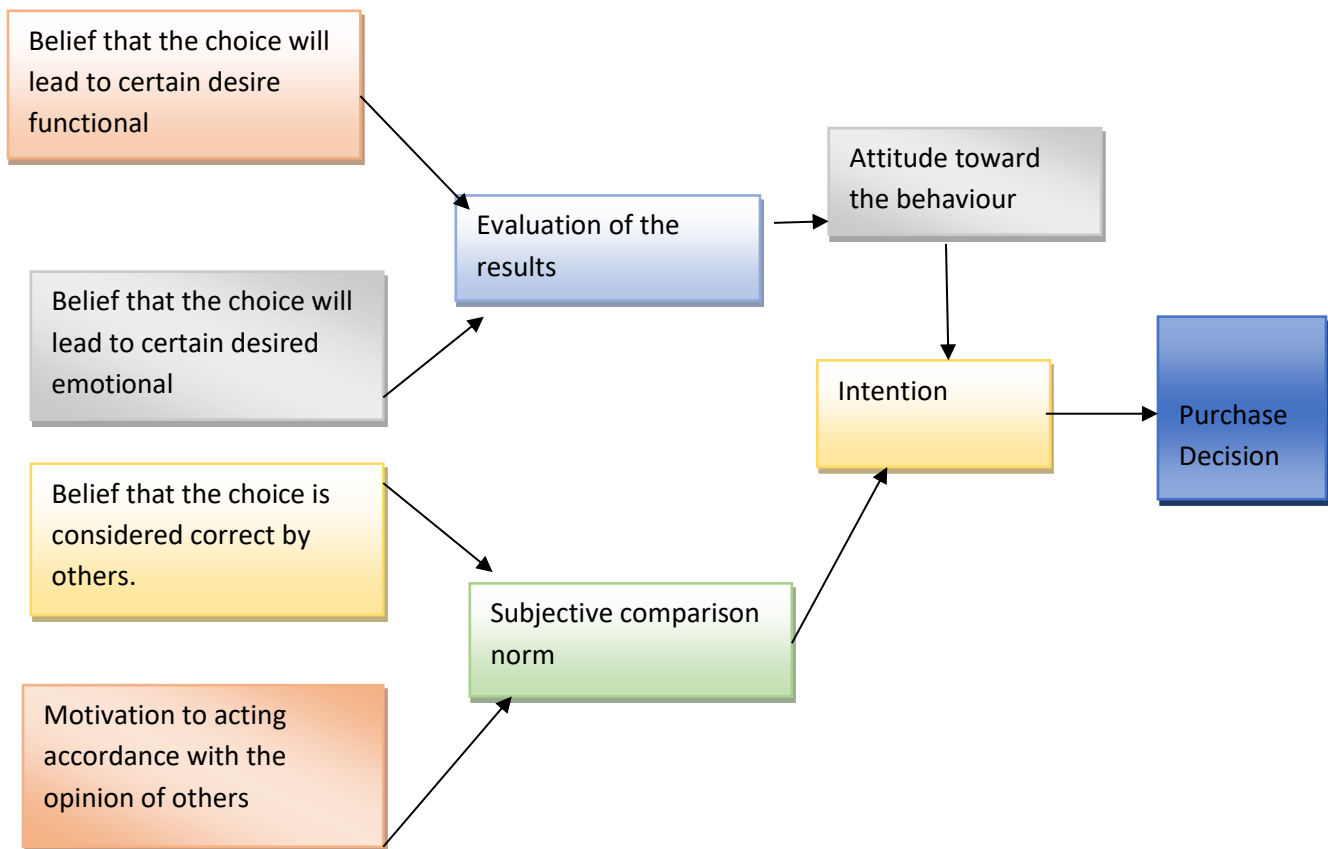 Belief that the choice will
lead to certain desire
functional
Attitude toward
the behaviour
Evaluation of the
results
Belief that the choice will
lead to certain desired
emotional
Intention
Purchase
Decision
Belief that the choice is
considered correct by
others.
Subjective comparison
norm
Motivation to acting
accordance with the
opinion of others